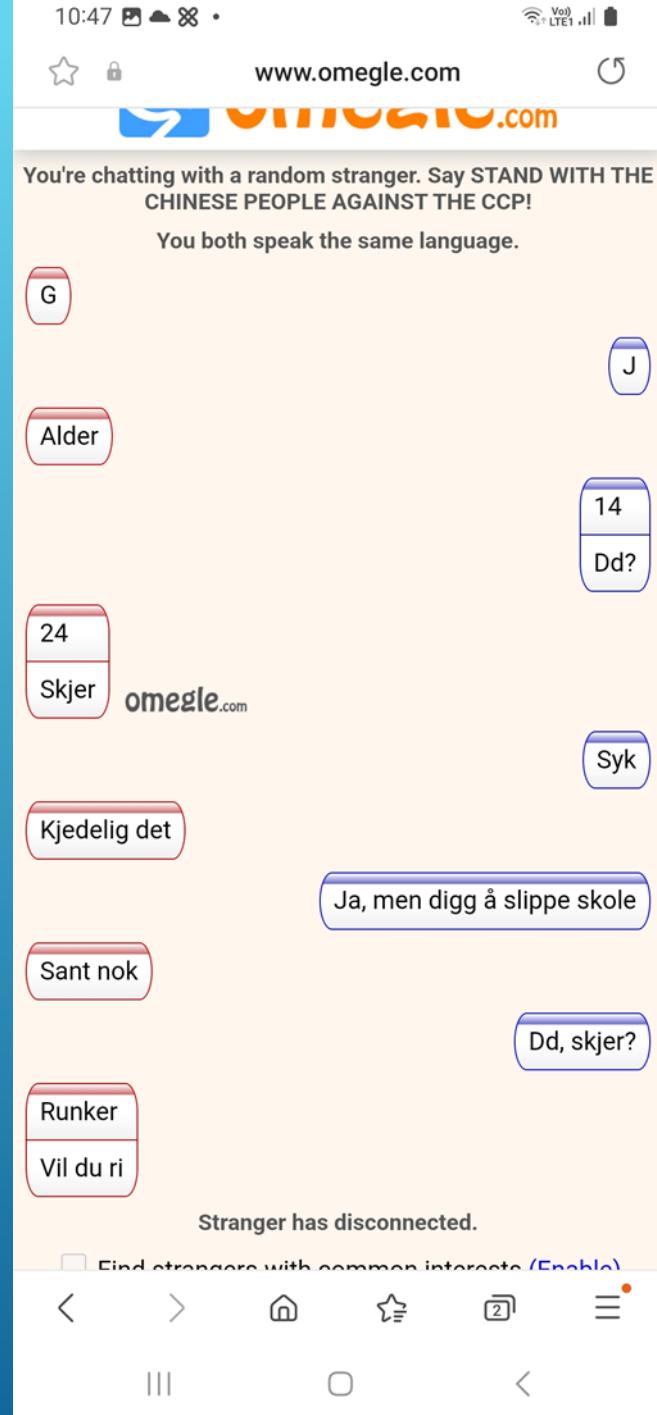 10:47
Vo))
LTE1
www.omegle.com
omegle.com
You're chatting with a random stranger. Say STAND WITH THE
CHINESE PEOPLE AGAINST THE CCP!
You both speak the same language.
G
J
Alder
14
Dd?
24
Skjer
omegle.com
Syk
Kjedelig det
Ja, men digg å slippe skole
Sant nok
Dd, skjer?
Runker
Vil du ri
Stranger has disconnected.
Find strangers with common interests (Enable)
2